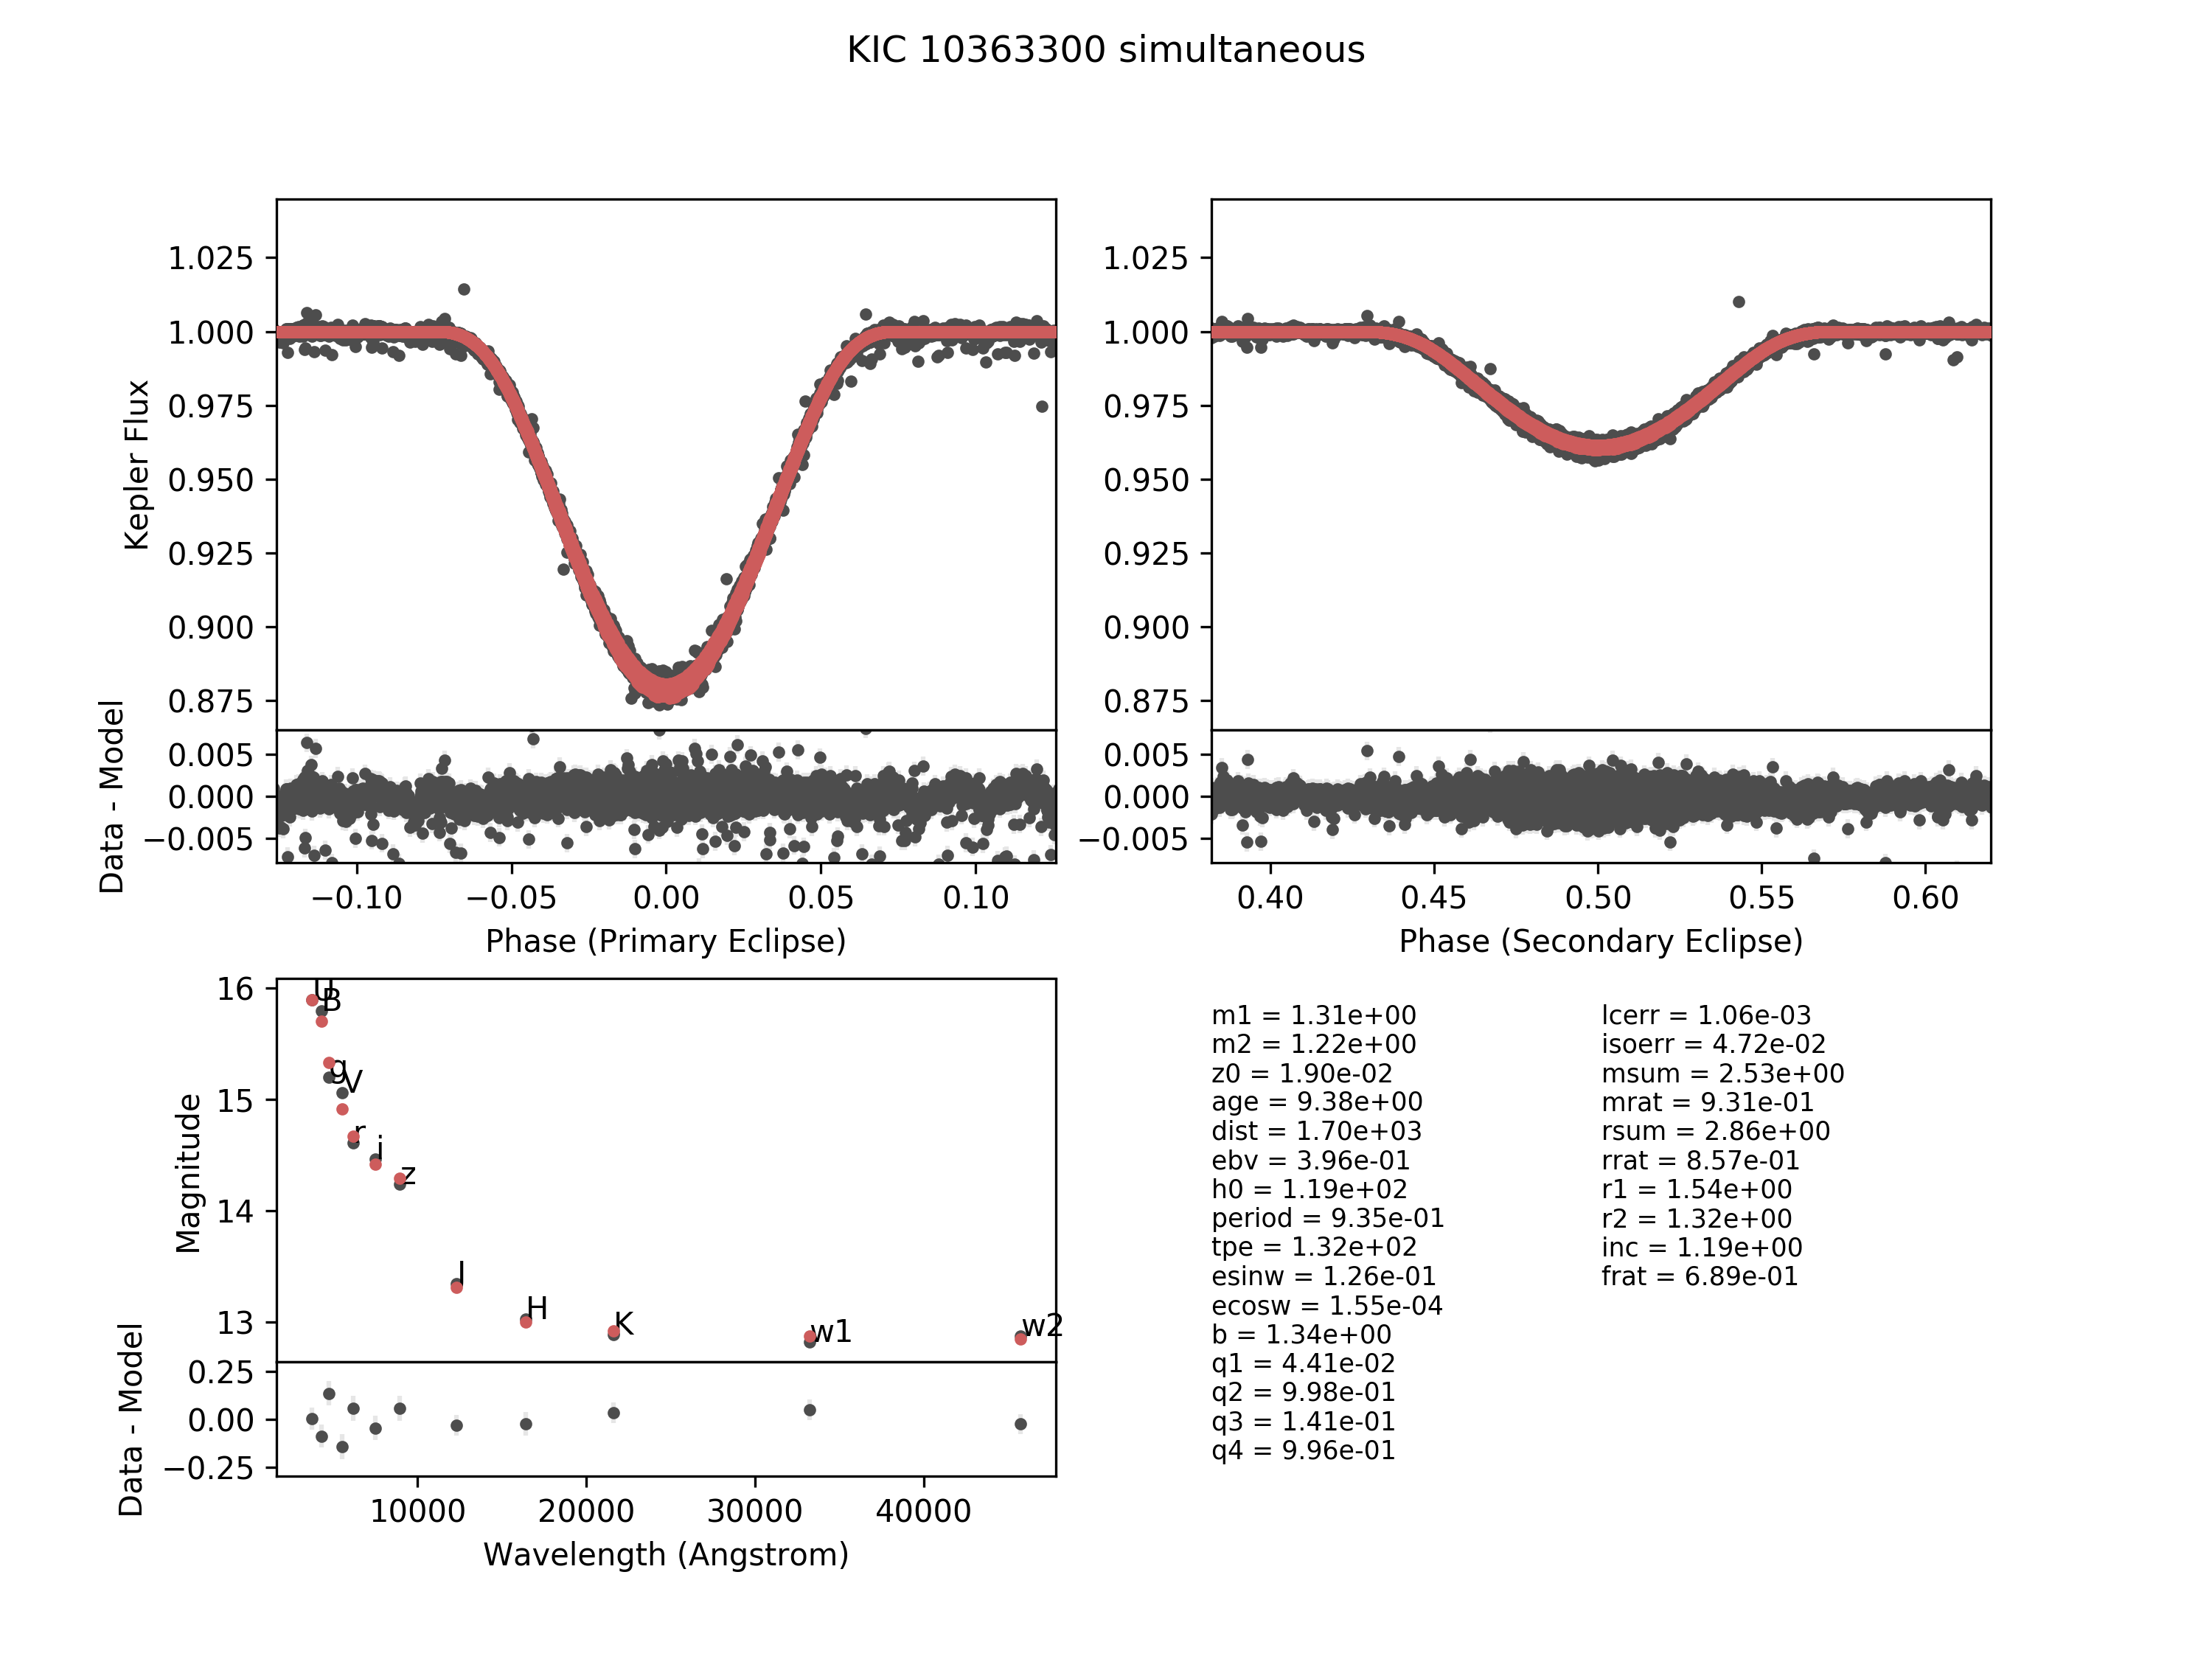 KIC 10363300 simultaneous
1.025
1.000
0.975
0.950
0.925
0.900
0.875
Kepler Flux
0.005
0.000
−0.005
Data - Model
−0.10 −0.05 0.00 0.05 0.10
Phase (Primary Eclipse)
1.025
1.000
0.975
0.950
0.925
0.900
0.875
0.005
0.000
−0.005
0.40 0.45 0.50 0.55 0.60
Phase (Secondary Eclipse)
16
15
14
13
Magnitude
U
B
g
V
r
i
z
J
H
K
w1
w2
0.25
0.00
−0.25
Data - Model
10000 20000 30000 40000
Wavelength (Angstrom)
m1 = 1.31e+00
m2 = 1.22e+00
z0 = 1.90e-02
age = 9.38e+00
dist = 1.70e+03
ebv = 3.96e-01
h0 = 1.19e+02
period = 9.35e-01
tpe = 1.32e+02
esinw = 1.26e-01
ecosw = 1.55e-04
b = 1.34e+00
q1 = 4.41e-02
q2 = 9.98e-01
q3 = 1.41e-01
q4 = 9.96e-01
lcerr = 1.06e-03
isoerr = 4.72e-02
msum = 2.53e+00
mrat = 9.31e-01
rsum = 2.86e+00
rrat = 8.57e-01
r1 = 1.54e+00
r2 = 1.32e+00
inc = 1.19e+00
frat = 6.89e-01